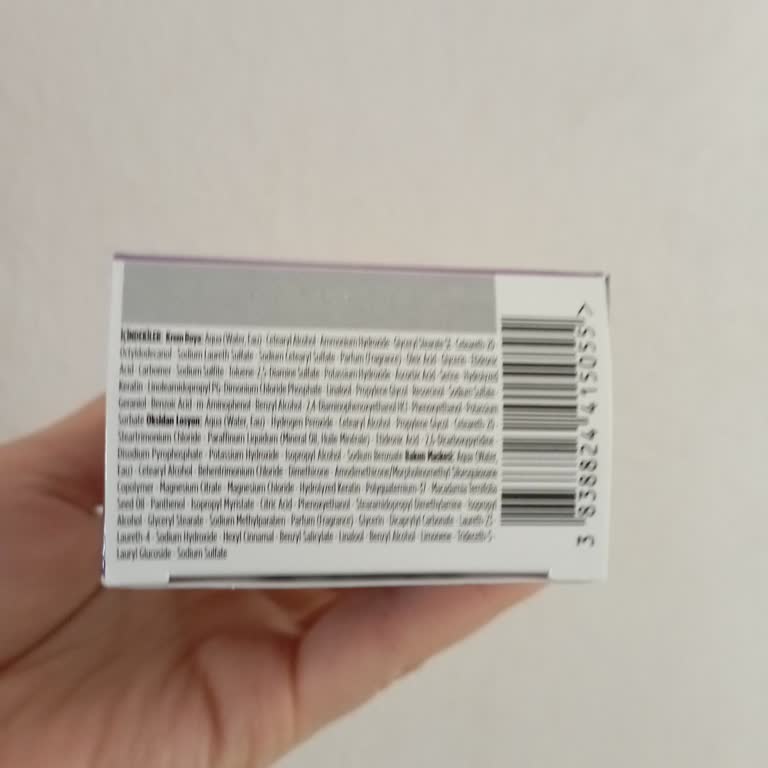 İÇİNDEKİLER: Krem Boya: Aqua (Water, Eau) · Cetearyl Alcohol · Ammonium Hydroxide · Glyceryl Stearate SE · Ceteareth-25 ·
Octyldodecanol · Sodium Laureth Sulfate · Sodium Cetearyl Sulfate · Parfum (Fragrance) · Oleic Acid · Glycerin · Etidronic
Acid · Carbomer · Sodium Sulfite · Toluene-2,5-Diamine Sulfate · Potassium Hydroxide · Ascorbic Acid · Serine · Hydrolyzed
Keratin · Linoleamidopropyl PG-Dimonium Chloride Phosphate · Linalool · Propylene Glycol · Resorcinol · Sodium Sulfate ·
Geraniol · Benzoic Acid · m-Aminophenol · Benzyl Alcohol · 2,4-Diaminophenoxyethanol HCl · Phenoxyethanol · Potassium
Sorbate Oksidan Losyon: Aqua (Water, Eau) · Hydrogen Peroxide · Cetearyl Alcohol · Propylene Glycol · Ceteareth-25 ·
Steartrimonium Chloride · Paraffinum Liquidum (Mineral Oil, Huile Minérale) · Etidronic Acid · 2,6-Dicarboxypyridine ·
Disodium Pyrophosphate · Potassium Hydroxide · Isopropyl Alcohol · Sodium Benzoate Bakım Maskesi: Aqua (Water,
Eau) · Cetearyl Alcohol · Behentrimonium Chloride · Dimethicone · Amodimethicone/Morpholinomethyl Silsesquioxane
Copolymer · Magnesium Citrate · Magnesium Chloride · Hydrolyzed Keratin · Polyquaternium-37 · Macadamia Ternifolia
Seed Oil · Panthenol · Isopropyl Myristate · Citric Acid · Phenoxyethanol · Stearamidopropyl Dimethylamine · Isopropyl
Alcohol · Glyceryl Stearate · Sodium Methylparaben · Parfum (Fragrance) · Glycerin · Dicaprylyl Carbonate · Laureth-23 ·
Laureth-4 · Sodium Hydroxide · Hexyl Cinnamal · Benzyl Salicylate · Linalool · Benzyl Alcohol · Limonene · Trideceth-5 ·
Lauryl Glucoside · Sodium Sulfate
3 838824 415055 >